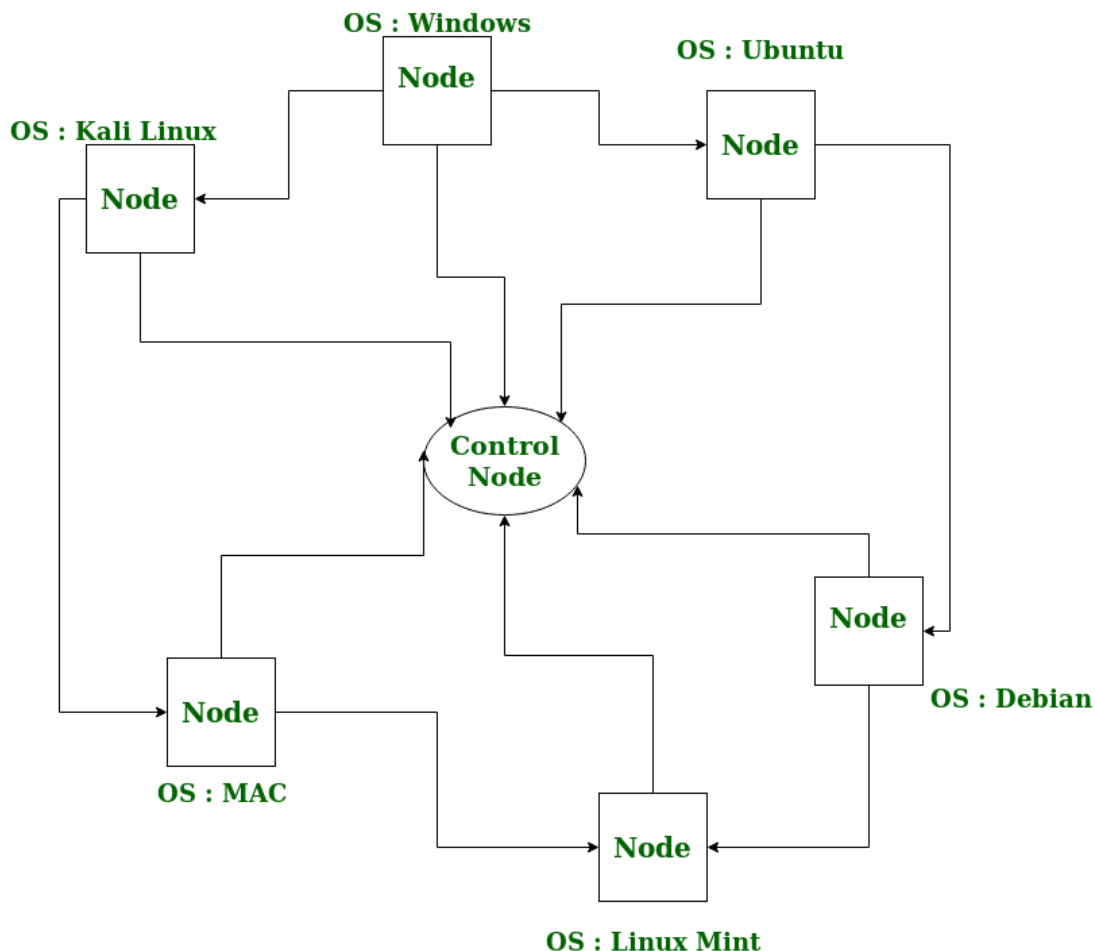 OS : Windows
Node
OS : Ubuntu
Node
OS : Kali Linux
Node
Control
Node
Node
OS : Debian
Node
OS : MAC
Node
OS : Linux Mint